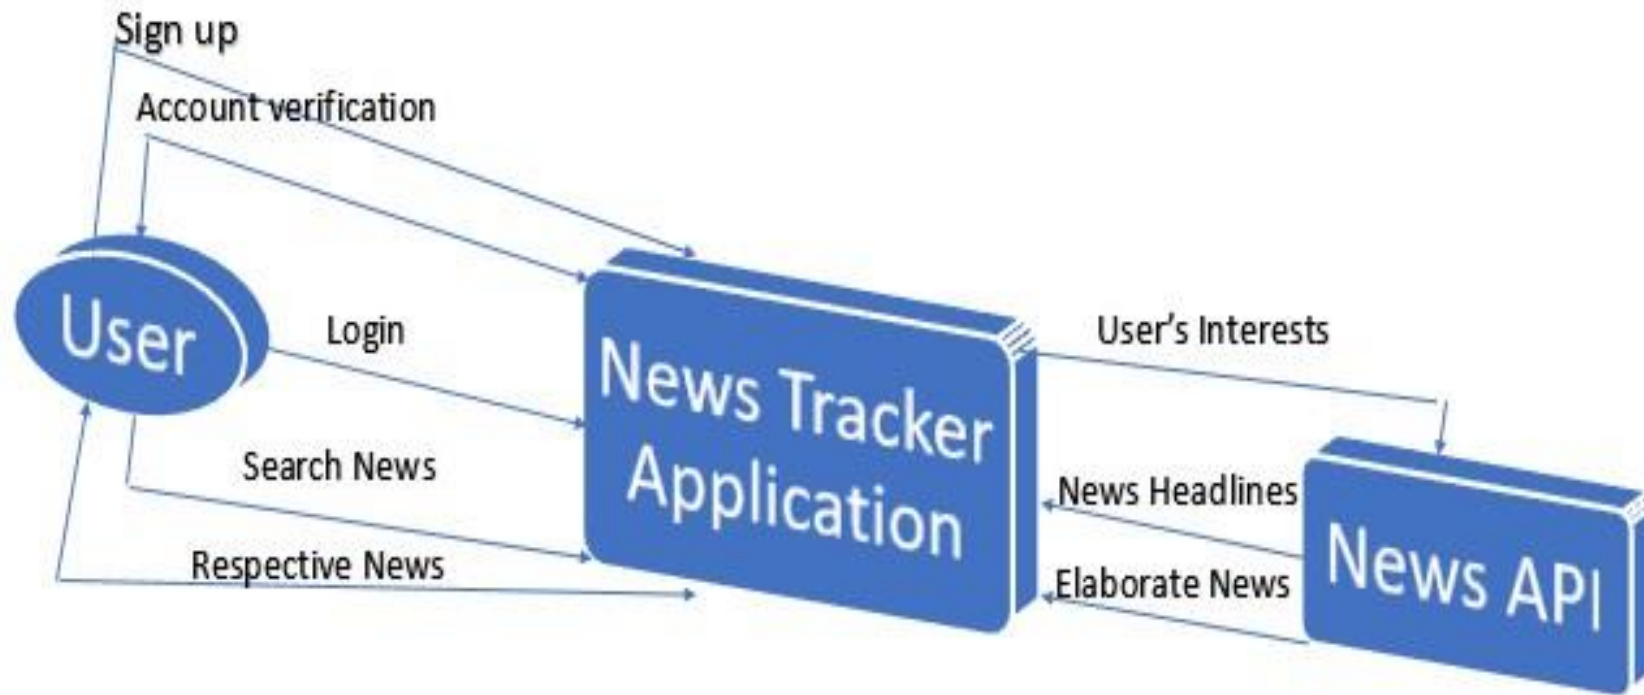 Sign up
Account verification
User
Login
Search News
Respective News
News Tracker
Application
User’s Interests
News Headlines
Elaborate News
News API